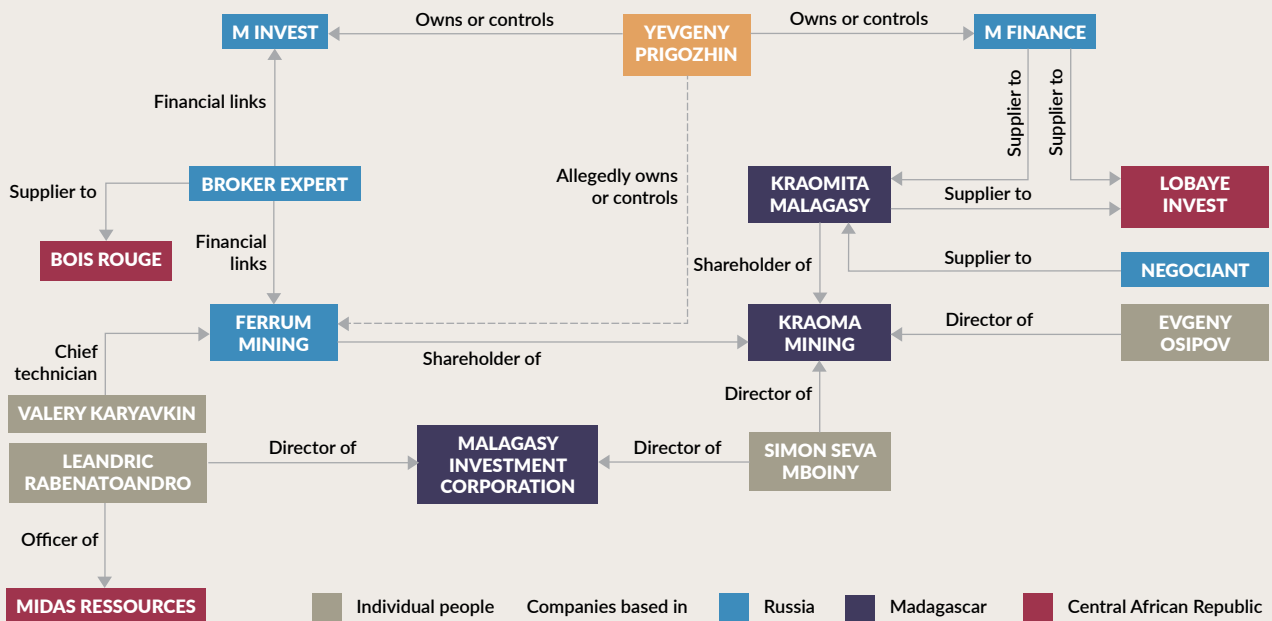 Owns or controls
Owns or controls
M INVEST
YEVGENY
PRIGOZHIN
M FINANCE
Financial links
Supplier to
Supplier to
Allegedly owns
or controls
BROKER EXPERT
KRAOMITA
MALAGASY
Supplier to
LOBAYE
INVEST
Supplier to
BOIS ROUGE
Financial
links
Shareholder of
Supplier to
NEGOCIANT
FERRUM
MINING
KRAOMA
MINING
Director of
EVGENY
OSIPOV
Chief
technician
Shareholder of
Director of
VALERY KARYAVKIN
LEANDRIC
RABENATOANDRO
Director of
MALAGASY
INVESTMENT
CORPORATION
Director of
SIMON SEVA
MBOINY
Officer of
MIDAS RESSOURCES
Individual people
Companies based in
Russia
Madagascar
Central African Republic